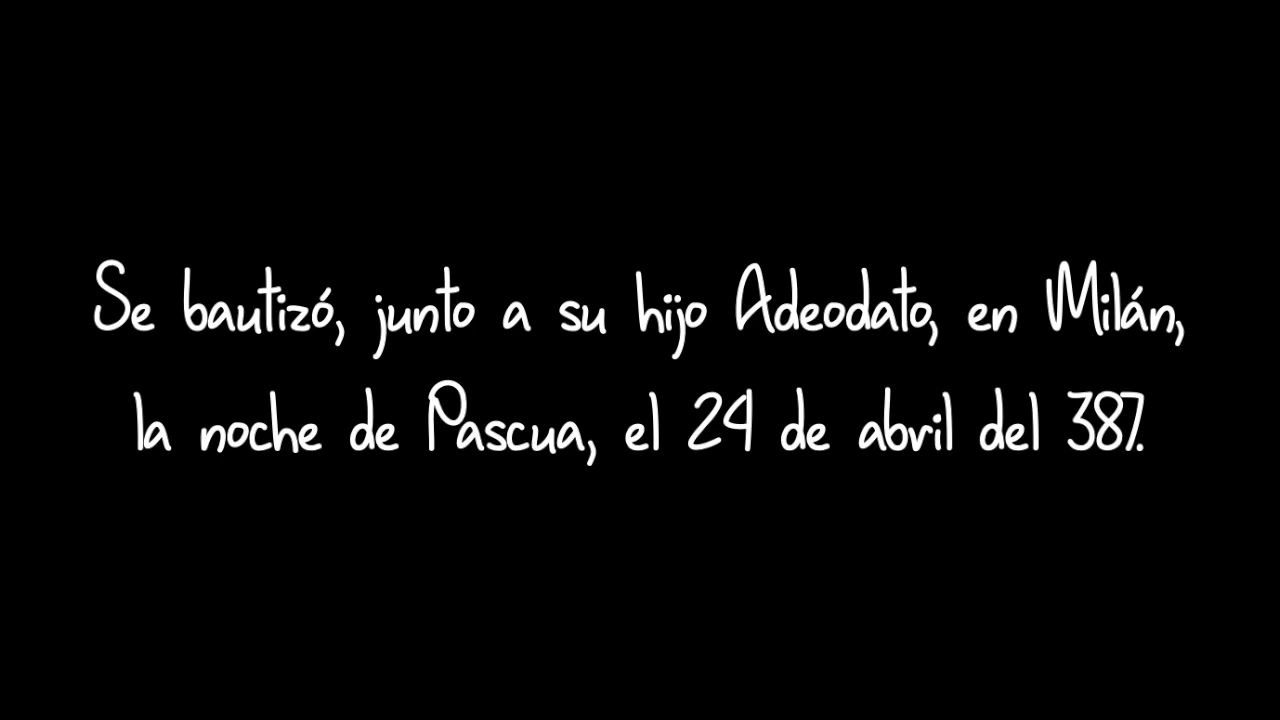 Se bautizó, junto a su hijo Adeodato, en Milán,
la noche de Pascua, el 24 de abril del 387.